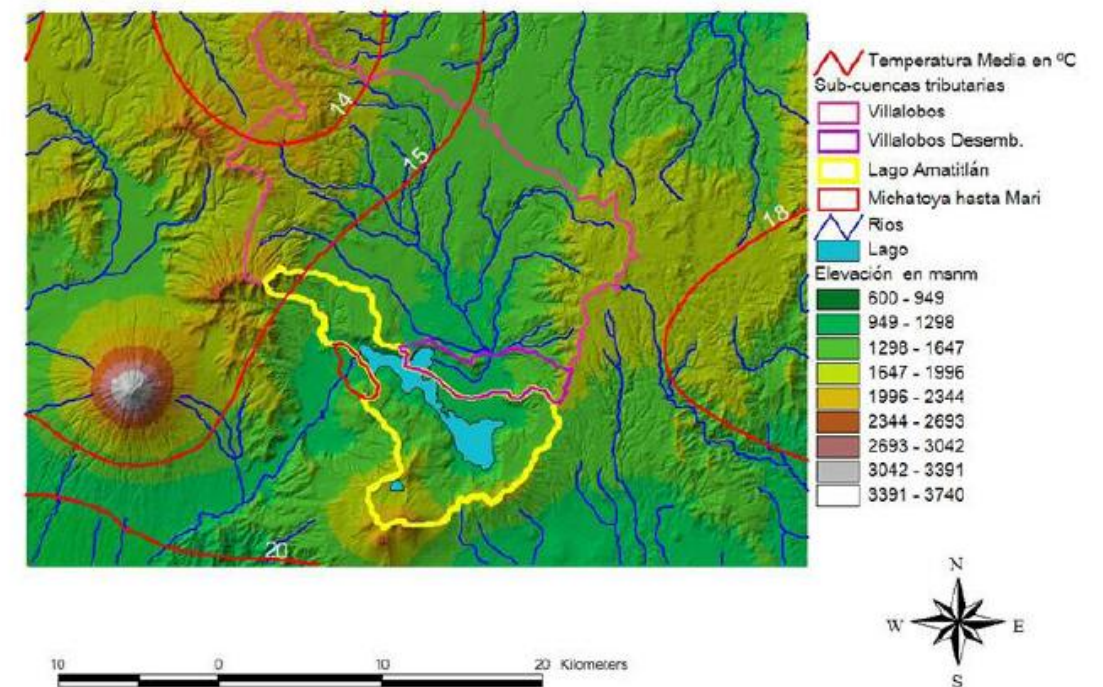 14
15
18
20
Temperatura Media en ºC
Sub-cuencas tributarias
Villalobos
Villalobos Desemb.
Lago Amatitlán
Michatoya hasta Mari
Ríos
Lago
Elevación en msnm
600 - 949
949 - 1298
1298 - 1647
1647 - 1996
1996 - 2344
2344 - 2693
2693 - 3042
3042 - 3391
3391 - 3740
N
W E
S
10 0 10 20 Kilometers